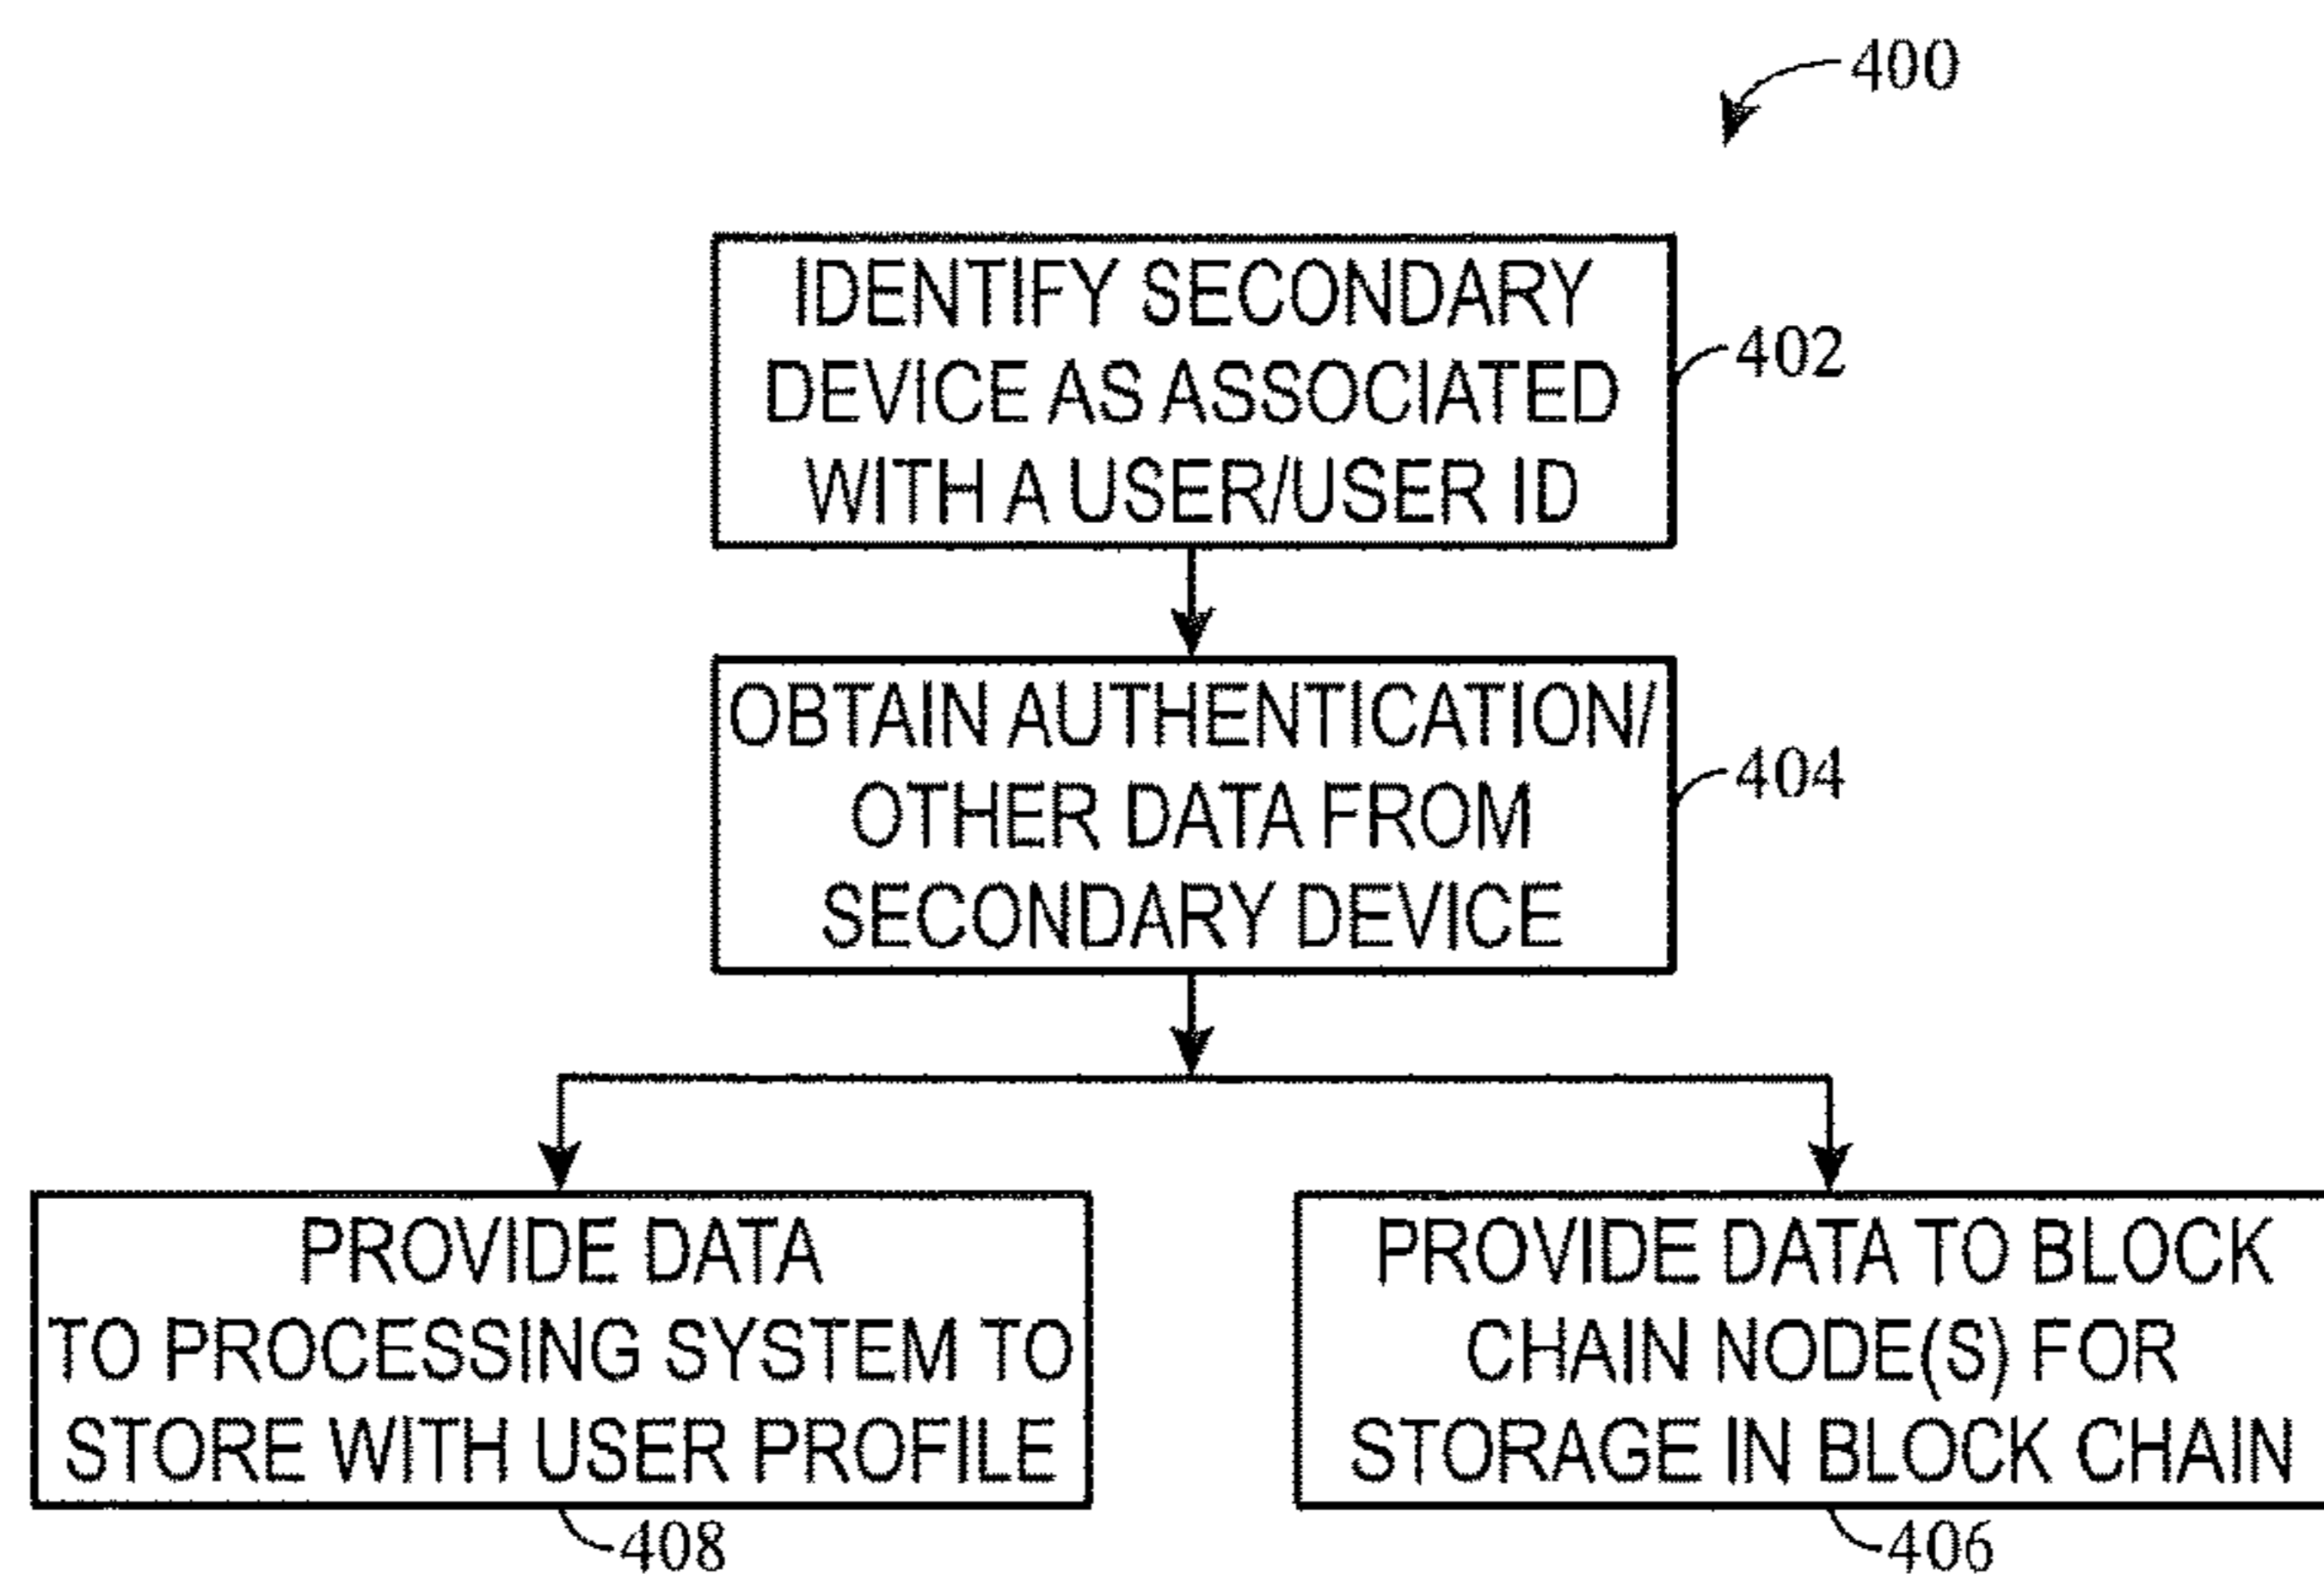 400
IDENTIFY SECONDARY
DEVICE AS ASSOCIATED
WITH A USER/USER ID
402
OBTAIN AUTHENTICATION/
OTHER DATA FROM
SECONDARY DEVICE
404
PROVIDE DATA
TO PROCESSING SYSTEM TO
STORE WITH USER PROFILE
408
PROVIDE DATA TO BLOCK
CHAIN NODE(S) FOR
STORAGE IN BLOCK CHAIN
406